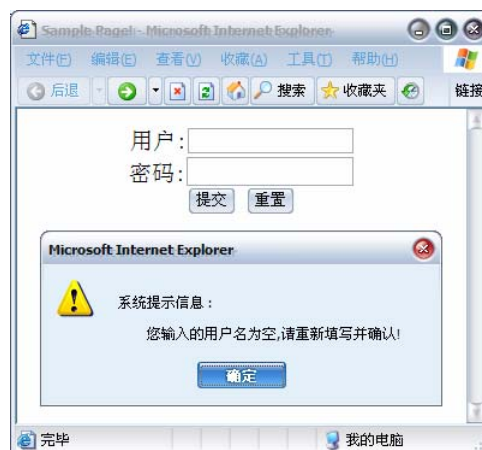 Sample Page! - Microsoft Internet Explorer
文件(F) 编辑(E) 查看(V) 收藏(A) 工具(T) 帮助(H)
后退 搜索 收藏夹 链接
用户:
密码:
提交 重置
Microsoft Internet Explorer
系统提示信息:
您输入的用户名为空,请重新填写并确认!
确定
完毕 我的电脑